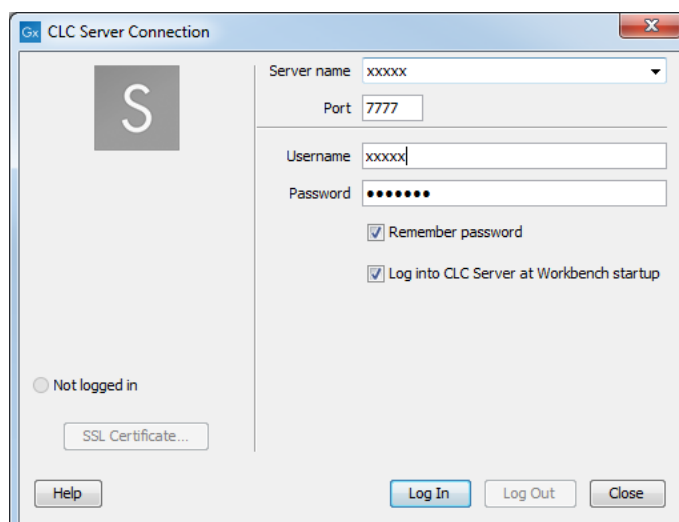 Gx CLC Server Connection
S
Server name xxxxx
Port 7777
Username xxxxx
Password •••••••
Remember password
Log into CLC Server at Workbench startup
Not logged in
SSL Certificate...
Help Log In Log Out Close